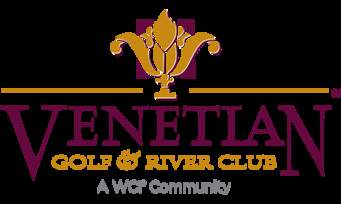 VENETIAN
GOLF & RIVER CLUB
A WCI® Community